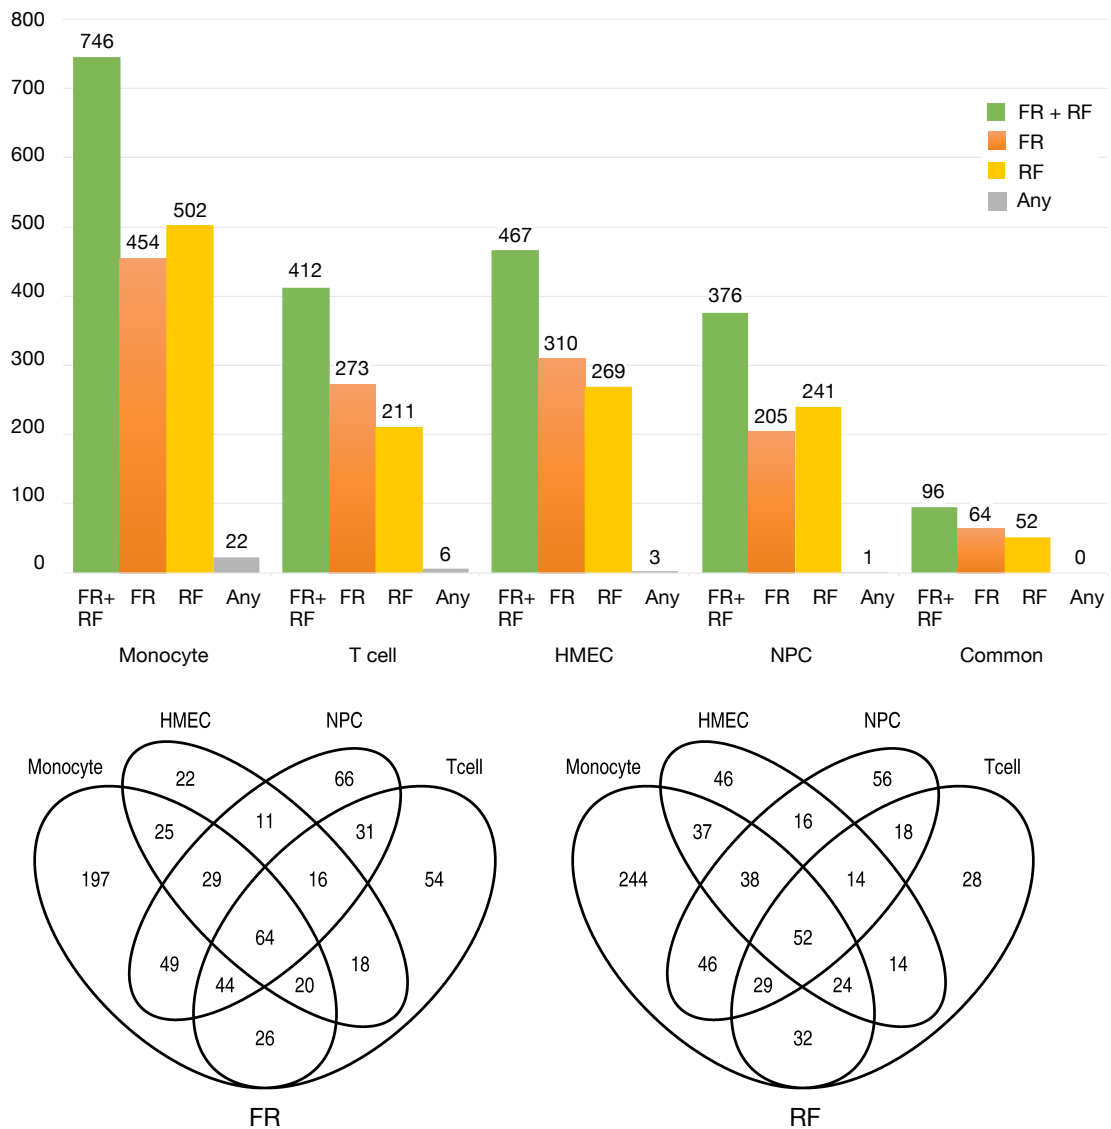 800
700
600
500
400
300
200
100
0
746
454
502
22
412
273
211
6
467
310
269
3
376
205
241
1
96
64
52
0
FR + RF
FR
RF
Any
FR+
RF
FR
RF
Any
FR+
RF
FR
RF
Any
FR+
RF
FR
RF
Any
FR+
RF
FR
RF
Any
FR+
RF
FR
RF
Any
Monocyte
T cell
HMEC
NPC
Common
HMEC
NPC
Monocyte
Tcell
22
66
25
11
31
197
29
16
54
64
49
44
20
18
26
FR
HMEC
NPC
Monocyte
Tcell
46
56
37
16
18
244
38
14
28
52
46
29
24
14
32
RF